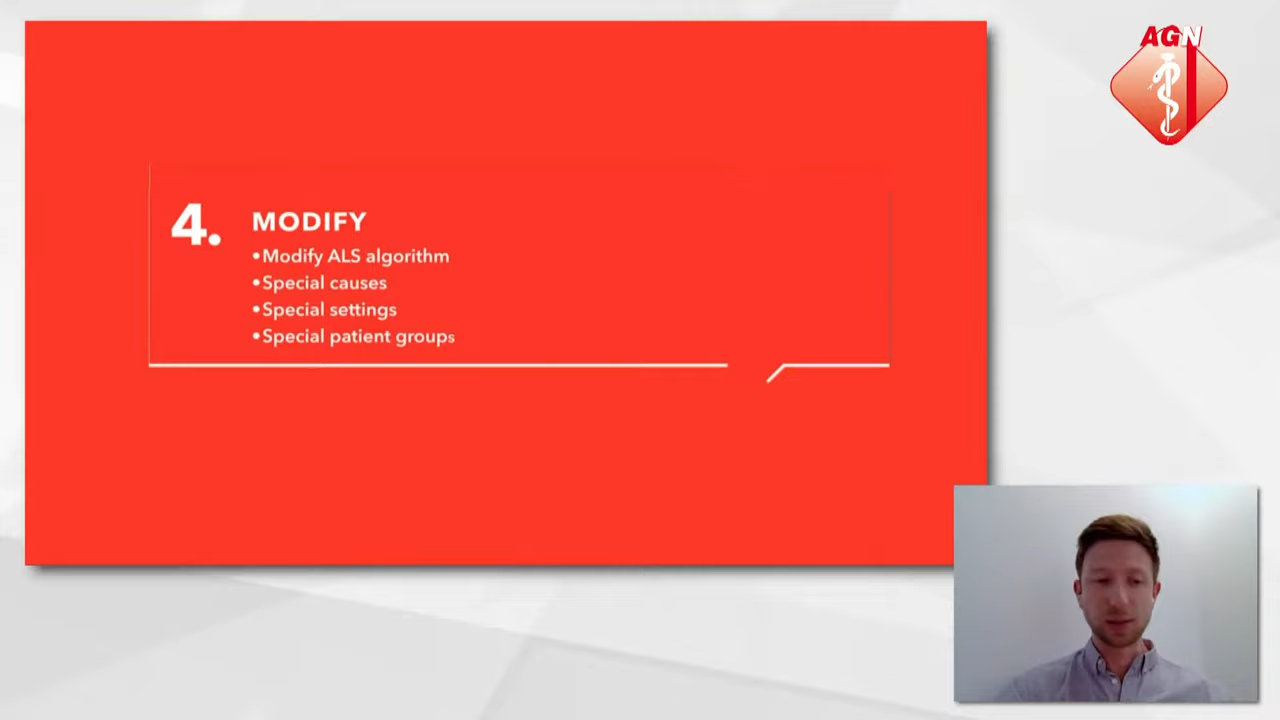 AGN
4. MODIFY
•Modify ALS algorithm
•Special causes
•Special settings
•Special patient groups